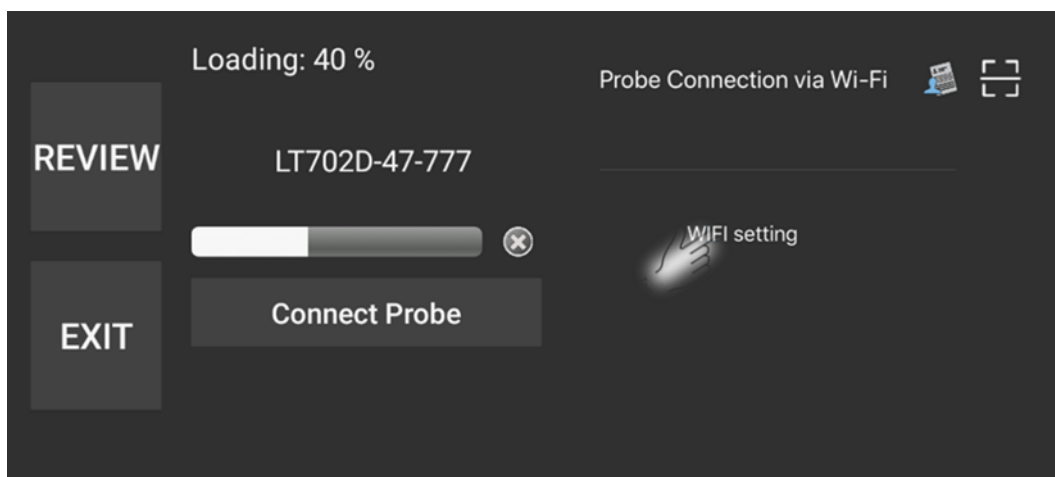 Loading: 40 %
Probe Connection via Wi-Fi
REVIEW
LT702D-47-777
WIFI setting
Connect Probe
EXIT